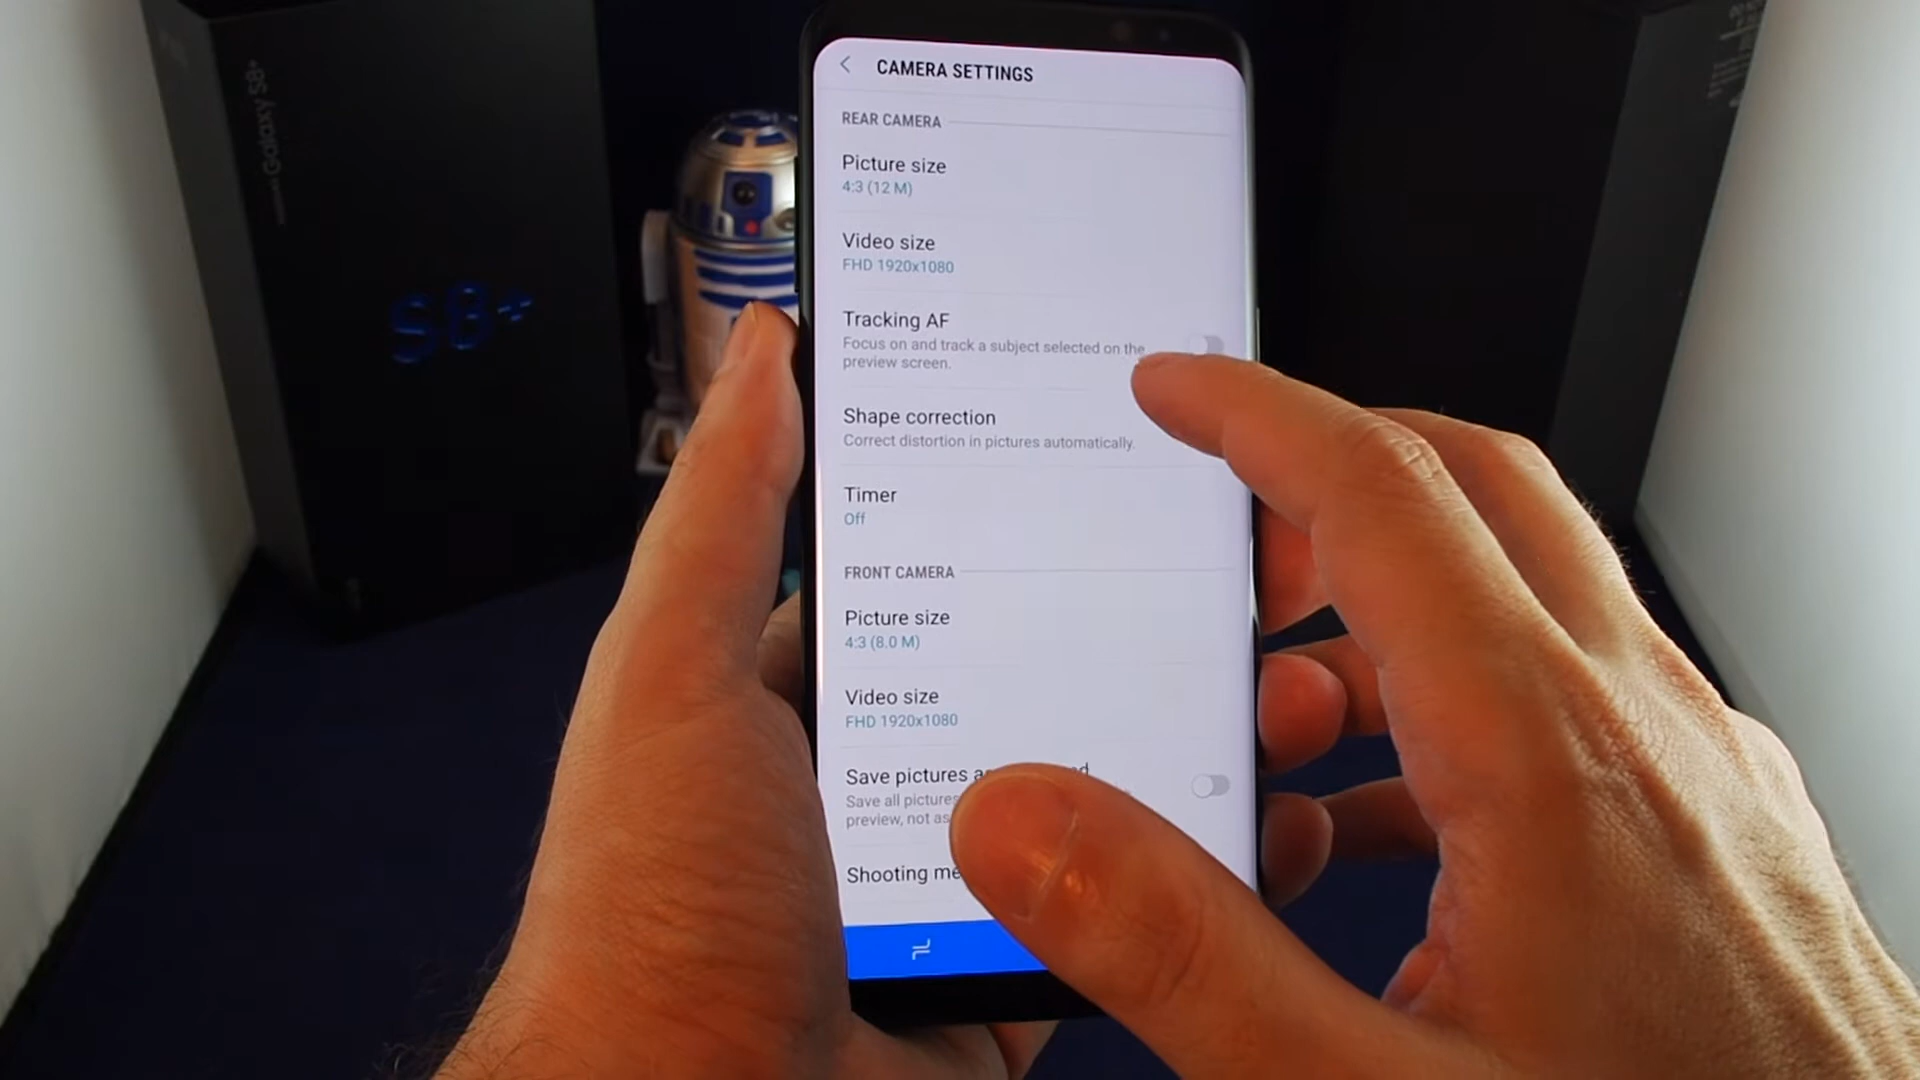 Galaxy S8+
S8+
CAMERA SETTINGS
REAR CAMERA
Picture size
4:3 (12 M)
Video size
FHD 1920x1080
Tracking AF
Focus on and track a subject selected on the
preview screen.
Shape correction
Correct distortion in pictures automatically.
Timer
Off
FRONT CAMERA
Picture size
4:3 (8.0 M)
Video size
FHD 1920x1080
Save pictures
Save all pictures
preview, not as
Shooting